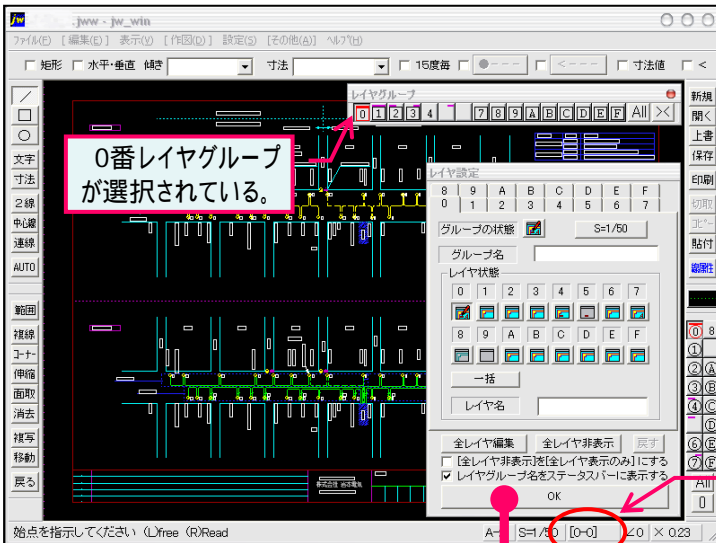 .jww - jw_win
ファイル(F) [編集(E)] 表示(V) [作図(D)] 設定(S) [その他(A)] ヘルプ(H)
矩形 水平・垂直 傾き 寸法 15度毎 ●--- <--- 寸法値 <
レイヤグループ
0 1 2 3 4 7 8 9 A B C D E F All ×
0番レイヤグループ
が選択されている。
文字
寸法
2線
中心線
連線
AUTO
範囲
複線
コーナー
伸縮
面取
消去
複写
移動
戻る
新規
開く
上書
保存
印刷
切取
コピー
貼付
線属性
レイヤ設定
8 9 A B C D E F
0 1 2 3 4 5 6 7
グループの状態 S=1/50
グループ名
レイヤ状態
0 1 2 3 4 5 6 7
8 9 A B C D E F
一括
レイヤ名
全レイヤ編集 全レイヤ非表示 戻す
[全レイヤ非表示]を[全レイヤ表示のみ]にする
レイヤグループ名をステータスバーに表示する
OK
0 8
1
2 A
3 B
4 C
D
6 E
7 F
All
0
始点を指示してください (L)free (R)Read
S=1/50 [0-0] ∠0 × 0.23